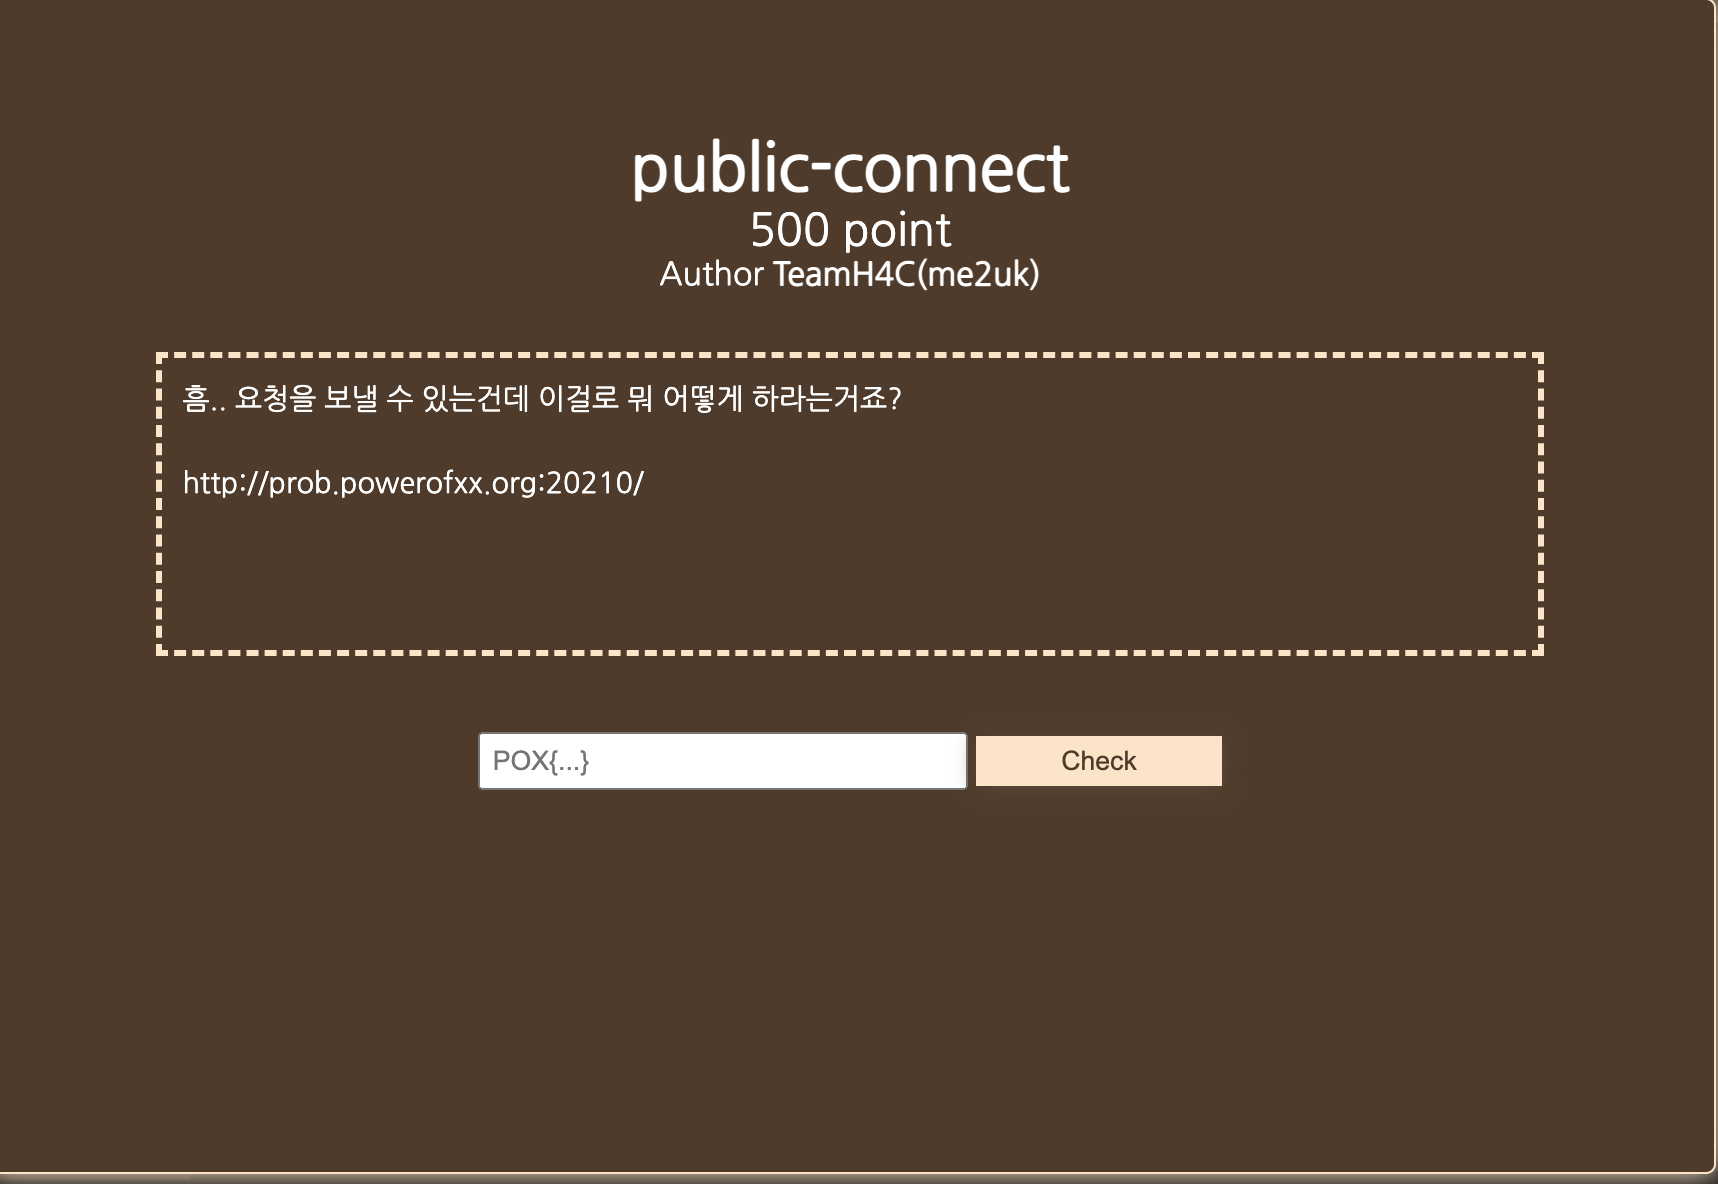 public-connect
500 point
Author TeamH4C(me2uk)
흠.. 요청을 보낼 수 있는건데 이걸로 뭐 어떻게 하라는거죠?
http://prob.powerofxx.org:20210/
POX{...}
Check